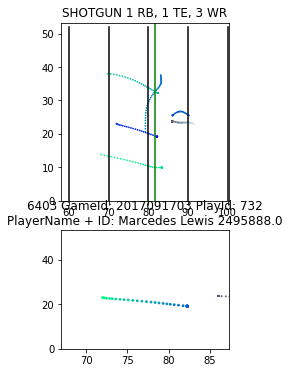 SHOTGUN 1 RB, 1 TE, 3 WR
50
40
30
20
10
0
60 70 80 90 100
6403 GameId: 2017091703 PlayId: 732
PlayerName + ID: Marcedes Lewis 2495888.0
40
20
0
70 75 80 85